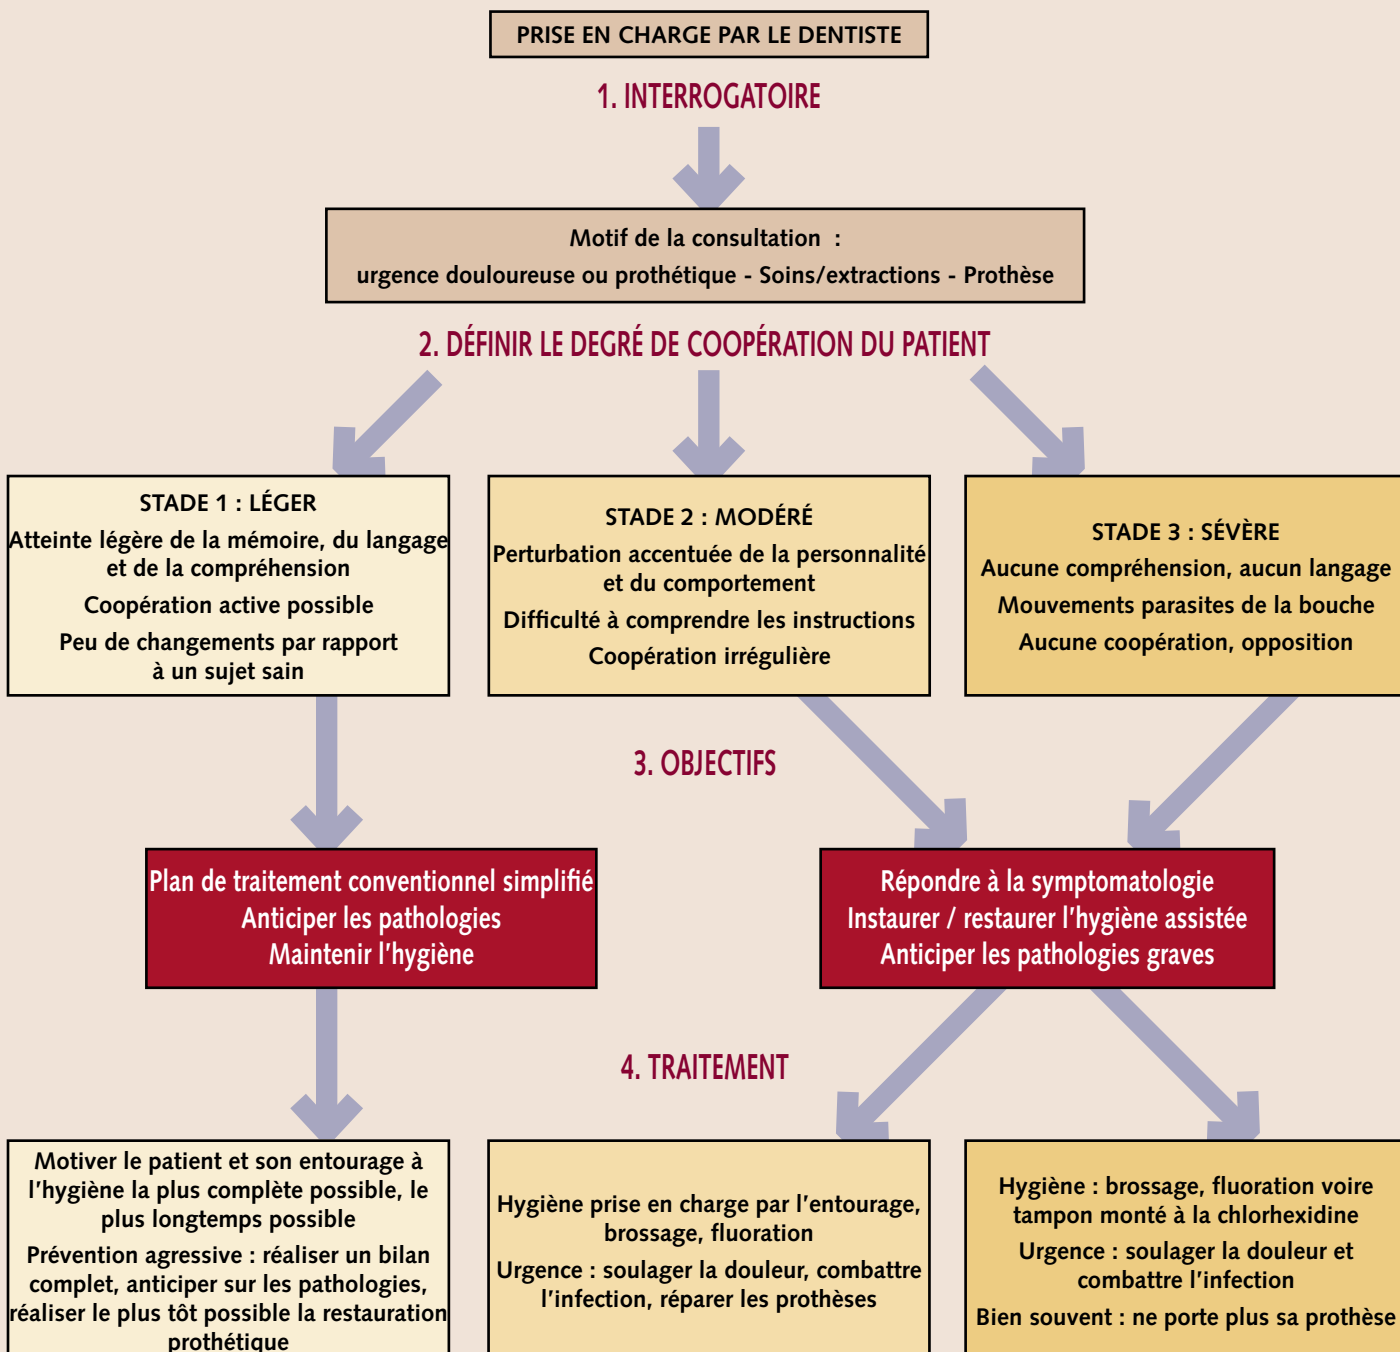 PRISE EN CHARGE PAR LE DENTISTE
1. INTERROGATOIRE
Motif de la consultation :
urgence douloureuse ou prothétique - Soins/extractions - Prothèse
2. DÉFINIR LE DEGRÉ DE COOPÉRATION DU PATIENT
STADE 1 : LÉGER
Atteinte légère de la mémoire, du langage
et de la compréhension
Coopération active possible
Peu de changements par rapport
à un sujet sain
STADE 2 : MODÉRÉ
Perturbation accentuée de la personnalité
et du comportement
Difficulté à comprendre les instructions
Coopération irrégulière
STADE 3 : SÉVÈRE
Aucune compréhension, aucun langage
Mouvements parasites de la bouche
Aucune coopération, opposition
3. OBJECTIFS
Plan de traitement conventionnel simplifié
Anticiper les pathologies
Maintenir l’hygiène
Répondre à la symptomatologie
Instaurer / restaurer l’hygiène assistée
Anticiper les pathologies graves
4. TRAITEMENT
Motiver le patient et son entourage à
l’hygiène la plus complète possible, le
plus longtemps possible
Prévention agressive : réaliser un bilan
complet, anticiper sur les pathologies,
réaliser le plus tôt possible la restauration
prothétique
Hygiène prise en charge par l’entourage,
brossage, fluoration
Urgence : soulager la douleur, combattre
l’infection, réparer les prothèses
Hygiène : brossage, fluoration voire
tampon monté à la chlorhexidine
Urgence : soulager la douleur et
combattre l’infection
Bien souvent : ne porte plus sa prothèse